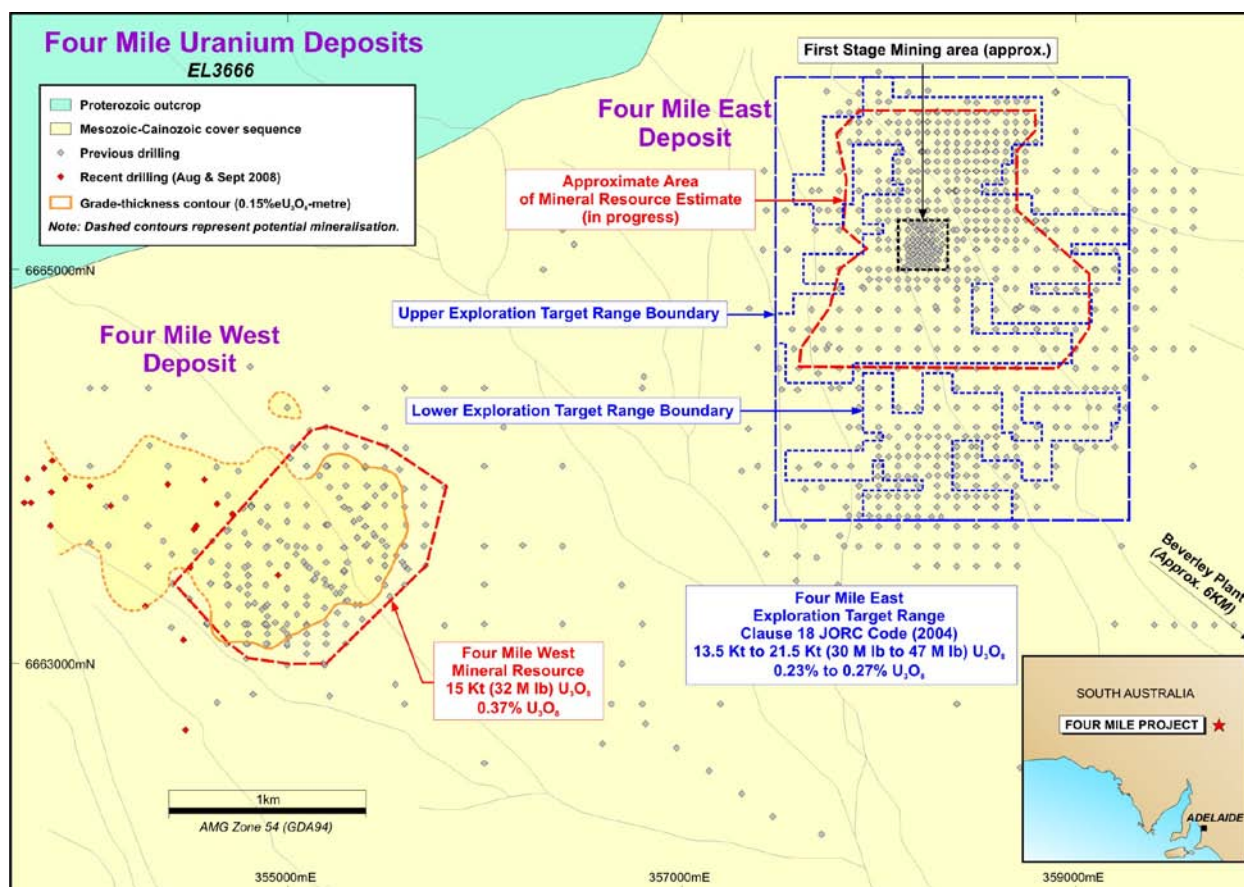 Four Mile Uranium Deposits
EL3666
Proterozoic outcrop
Mesozoic-Cainozoic cover sequence
Previous drilling
Recent drilling (Aug & Sept 2008)
Grade-thickness contour (0.15%eU₃O₈-metre)
Note: Dashed contours represent potential mineralisation.
First Stage Mining area (approx.)
Four Mile East
Deposit
Approximate Area
of Mineral Resource Estimate
(in progress)
6665000mN
Upper Exploration Target Range Boundary
Four Mile West
Deposit
Lower Exploration Target Range Boundary
Beverley Plant
(Approx. 6KM)
Four Mile East
Exploration Target Range
Clause 18 JORC Code (2004)
13.5 Kt to 21.5 Kt (30 M lb to 47 M lb) U₃O₈
0.23% to 0.27% U₃O₈
6663000mN
Four Mile West
Mineral Resource
15 Kt (32 M lb) U₃O₈
0.37% U₃O₈
SOUTH AUSTRALIA
FOUR MILE PROJECT
ADELAIDE
1km
AMG Zone 54 (GDA94)
355000mE
357000mE
359000mE